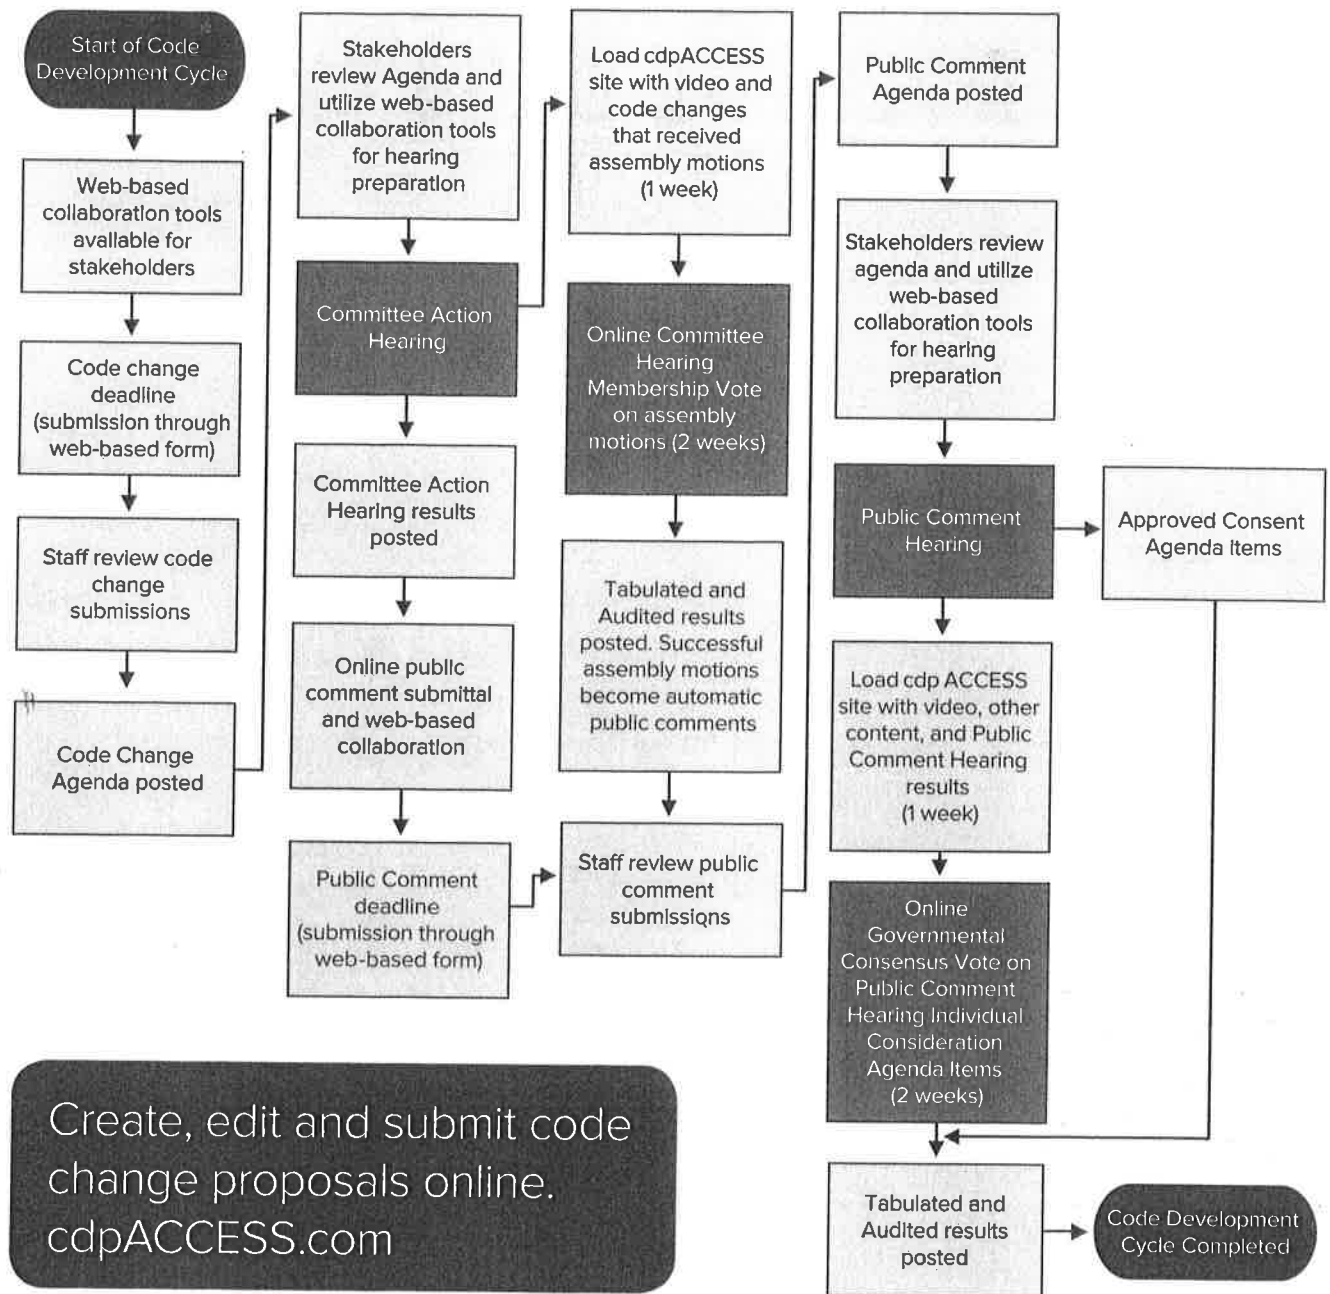 Start of Code
Development Cycle
Web-based
collaboration tools
available for
stakeholders
Code change
deadline
(submission through
web-based form)
Staff review code
change
submissions
Code Change
Agenda posted
Stakeholders
review Agenda and
utilize web-based
collaboration tools
for hearing
preparation
Committee Action
Hearing
Committee Action
Hearing results
posted
Online public
comment submittal
and web-based
collaboration
Public Comment
deadline
(submission through
web-based form)
Load cdpACCESS
site with video and
code changes
that received
assembly motions
(1 week)
Online Committee
Hearing
Membership Vote
on assembly
motions (2 weeks)
Tabulated and
Audited results
posted. Successful
assembly motions
become automatic
public comments
Staff review public
comment
submissions
Public Comment
Agenda posted
Stakeholders review
agenda and utilize
web-based
collaboration tools
for hearing
preparation
Public Comment
Hearing
Approved Consent
Agenda Items
Load cdp ACCESS
site with video, other
content, and Public
Comment Hearing
results
(1 week)
Online
Governmental
Consensus Vote on
Public Comment
Hearing Individual
Consideration
Agenda Items
(2 weeks)
Tabulated and
Audited results
posted
Code Development
Cycle Completed
Create, edit and submit code
change proposals online.
cdpACCESS.com